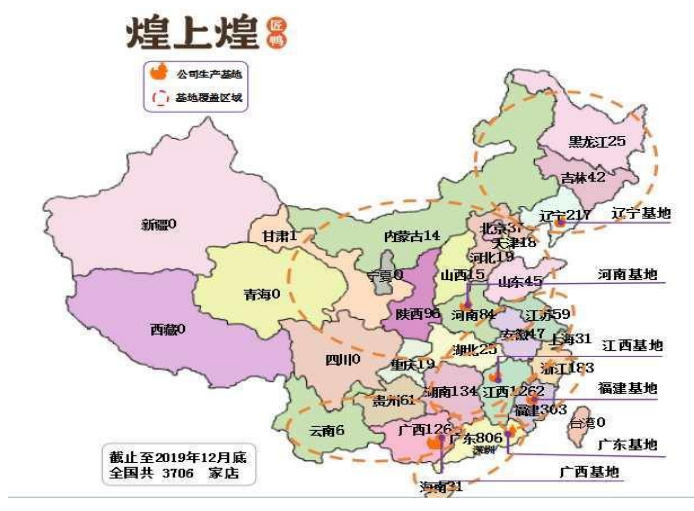 煌上煌
匠鸭
公司生产基地
基地覆盖区域
黑龙江25
吉林42
辽宁217
辽宁基地
新疆0
甘肃1
内蒙古14
北京37
天津18
河北19
宁夏0
山西15
山东45
河南基地
青海0
西藏0
陕西96
河南84
江苏59
安徽47
上海31
江西基地
四川0
重庆19
湖北25
浙江183
湖南134
江西1262
福建基地
贵州61
福建303
云南6
广西126
广东806
深圳
台湾0
广东基地
广西基地
海南31
截止至2019年12月底
全国共 3706 家店